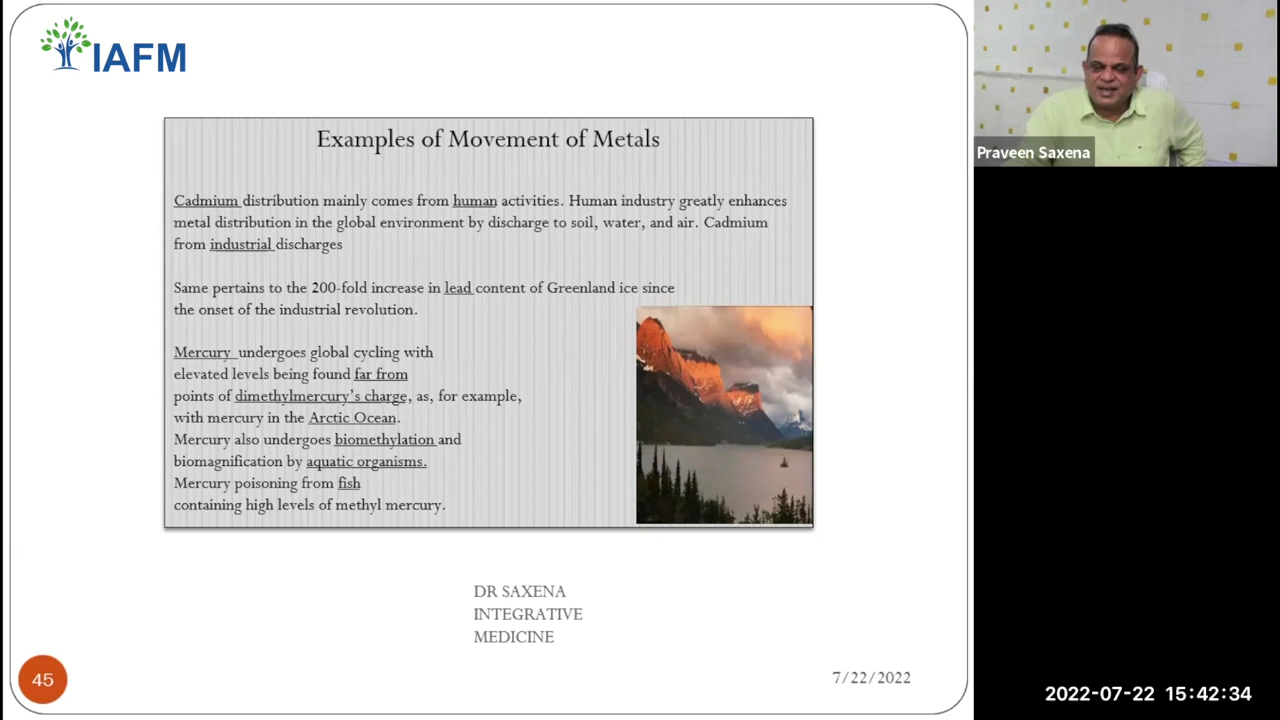 IAFM
Examples of Movement of Metals
Cadmium distribution mainly comes from human activities. Human industry greatly enhances
metal distribution in the global environment by discharge to soil, water, and air. Cadmium
from industrial discharges
Same pertains to the 200-fold increase in lead content of Greenland ice since
the onset of the industrial revolution.
Mercury undergoes global cycling with
elevated levels being found far from
points of dimethylmercury's charge, as, for example,
with mercury in the Arctic Ocean.
Mercury also undergoes biomethylation and
biomagnification by aquatic organisms.
Mercury poisoning from fish
containing high levels of methyl mercury.
DR SAXENA
INTEGRATIVE
MEDICINE
45
7/22/2022
Praveen Saxena
2022-07-22 15:42:34